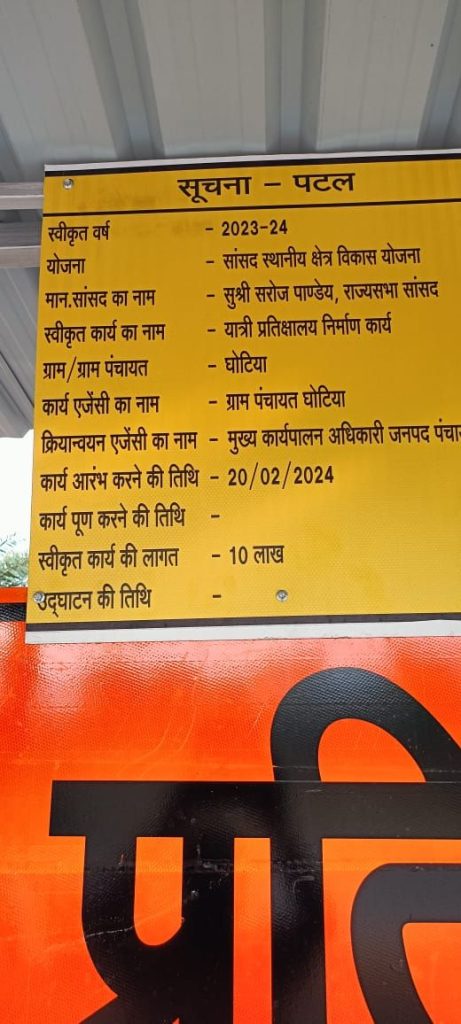 सूचना – पटल
स्वीकृत वर्ष - 2023-24
योजना - सांसद स्थानीय क्षेत्र विकास योजना
मान.सांसद का नाम - सुश्री सरोज पाण्डेय, राज्यसभा सांसद
स्वीकृत कार्य का नाम - यात्री प्रतिक्षालय निर्माण कार्य
ग्राम/ग्राम पंचायत - घोटिया
कार्य एजेंसी का नाम - ग्राम पंचायत घोटिया
क्रियान्वयन एजेंसी का नाम - मुख्य कार्यपालन अधिकारी जनपद
कार्य आरंभ करने की तिथि - 20/02/2024
कार्य पूण करने की तिथि -
स्वीकृत कार्य की लागत - 10 लाख
उद्घाटन की तिथि -
प्रति